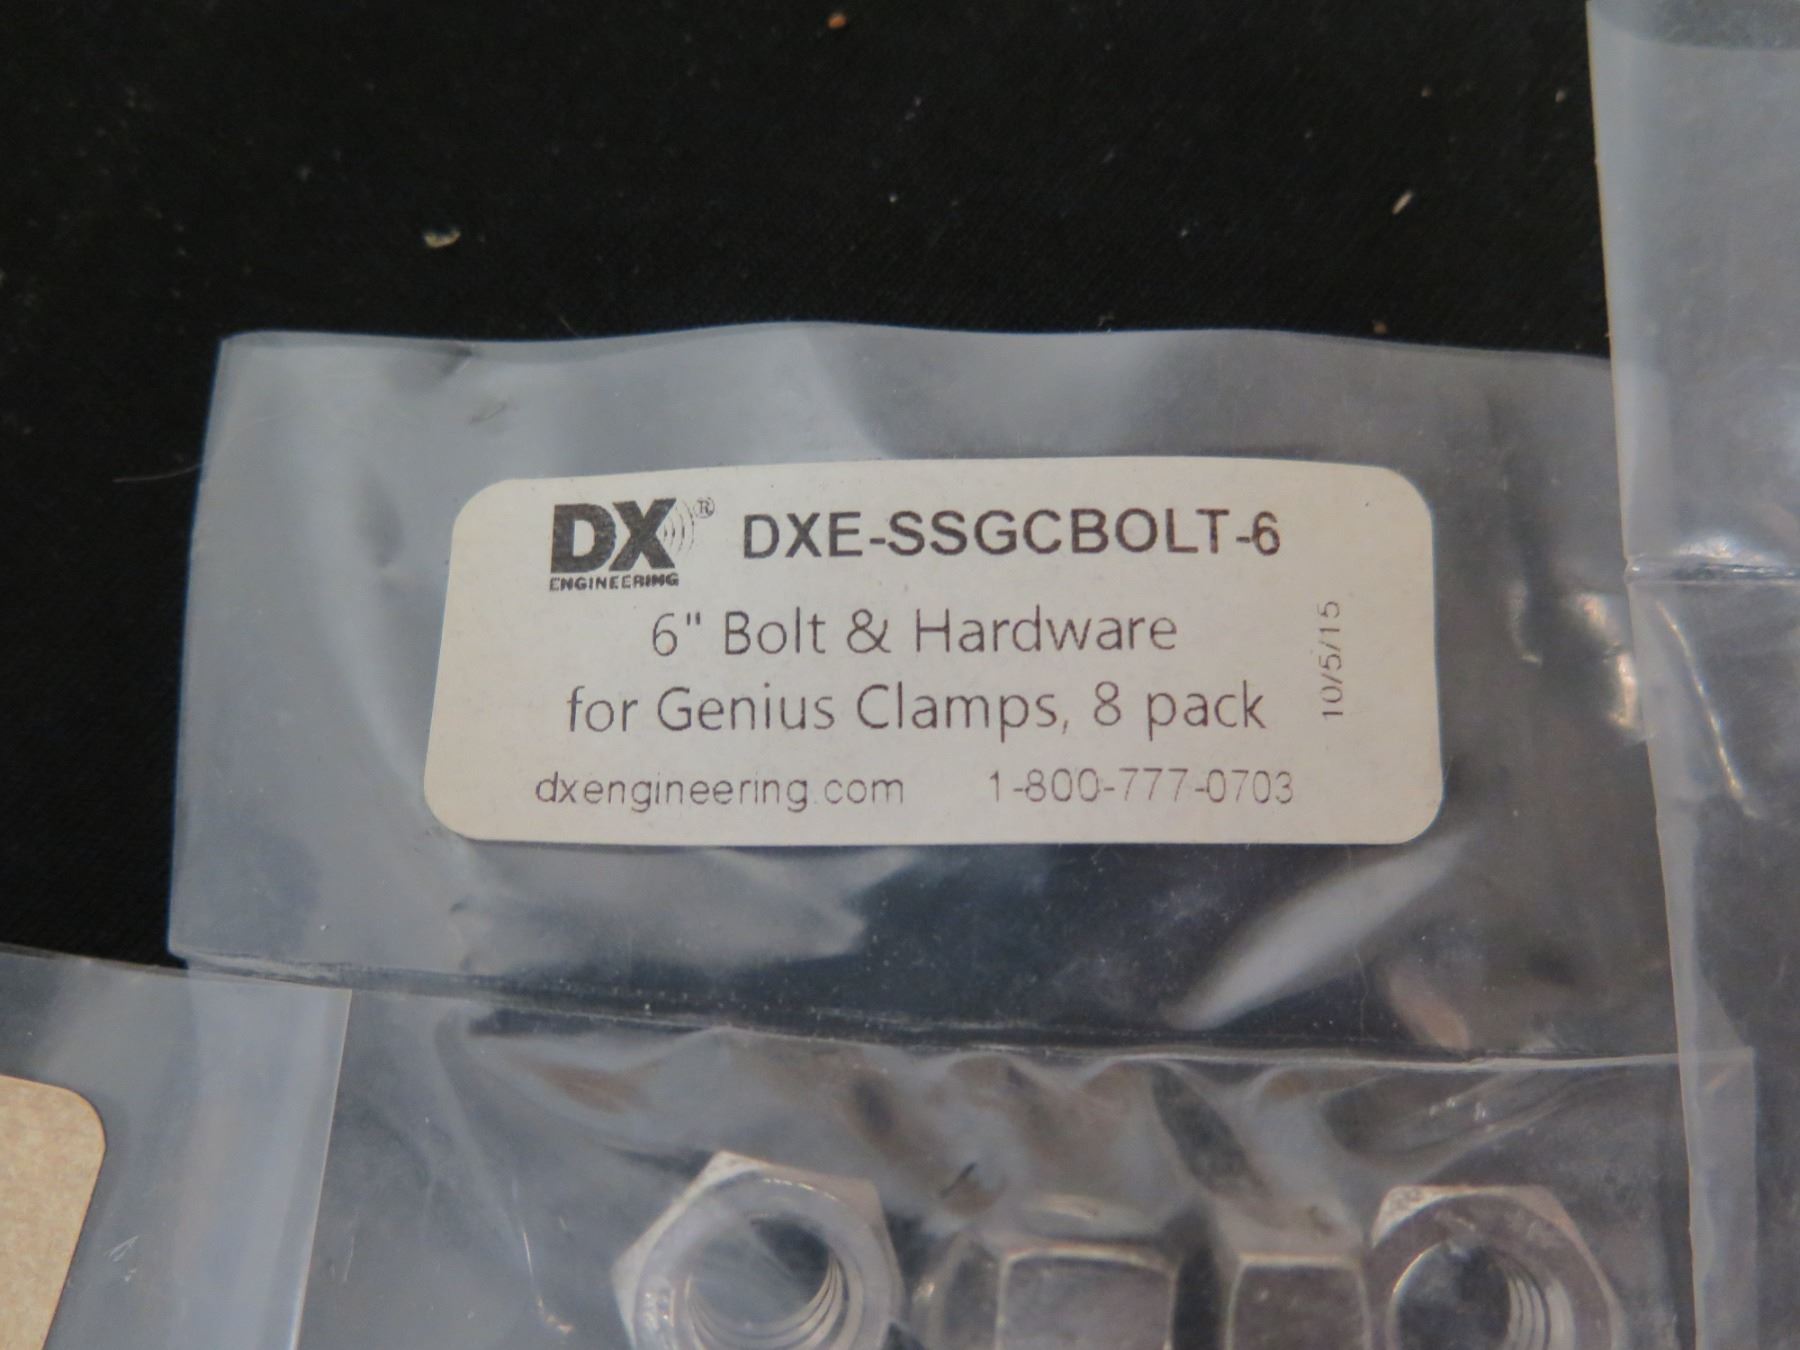 DX® DXE-SSGCBOLT-6
ENGINEERING
6" Bolt & Hardware
for Genius Clamps, 8 pack
10/5/15
dxengineering.com 1-800-777-0703